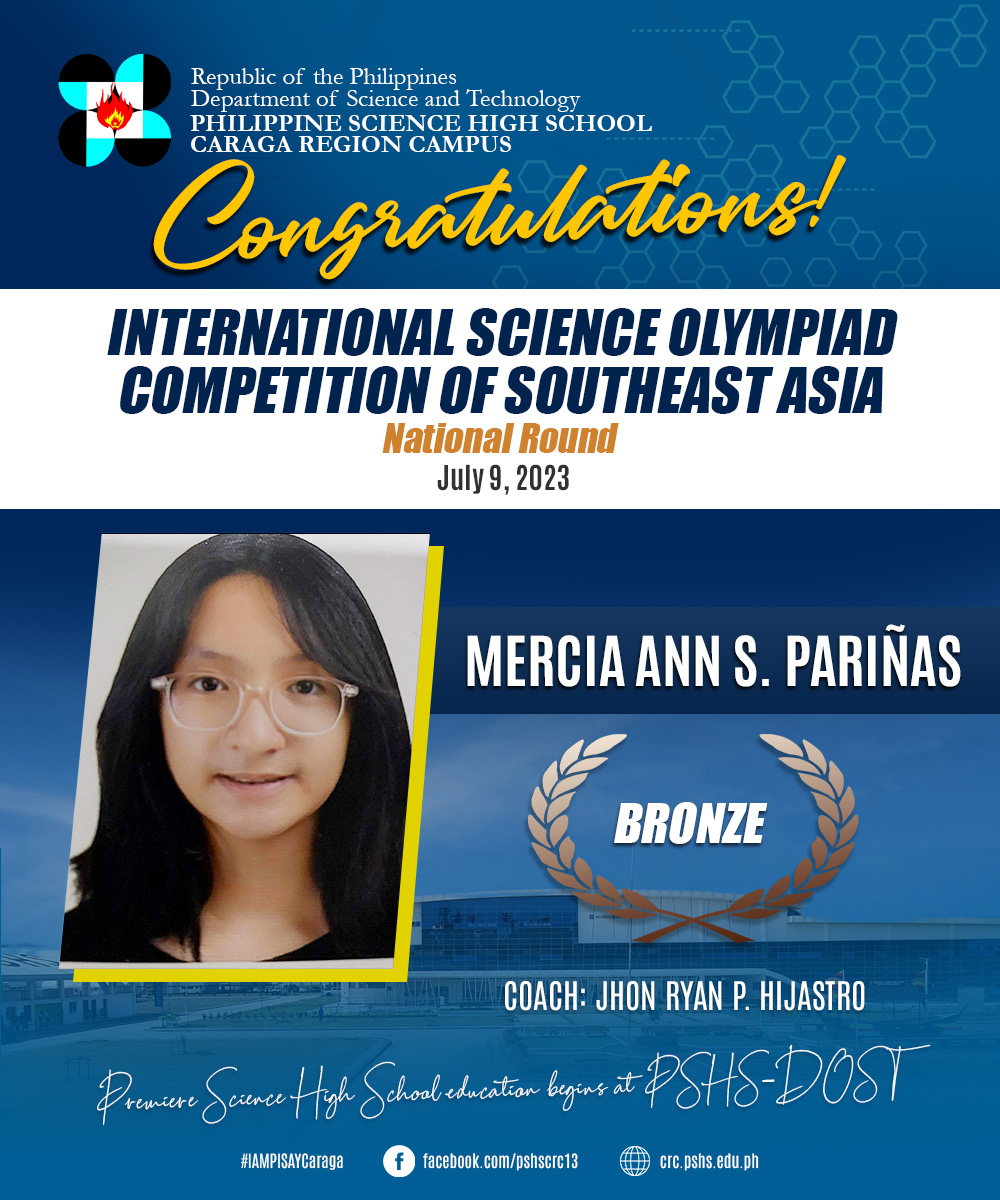 Republic of the Philippines
Department of Science and Technology
PHILIPPINE SCIENCE HIGH SCHOOL
CARAGA REGION CAMPUS
Congratulations!
INTERNATIONAL SCIENCE OLYMPIAD
COMPETITION OF SOUTHEAST ASIA
National Round
July 9, 2023
MERCIA ANN S. PARIÑAS
BRONZE
COACH: JHON RYAN P. HIJASTRO
Premiere Science High School education begins at PSHS-DOST
#IAMPISAYCaraga
facebook.com/pshscrc13
crc.pshs.edu.ph